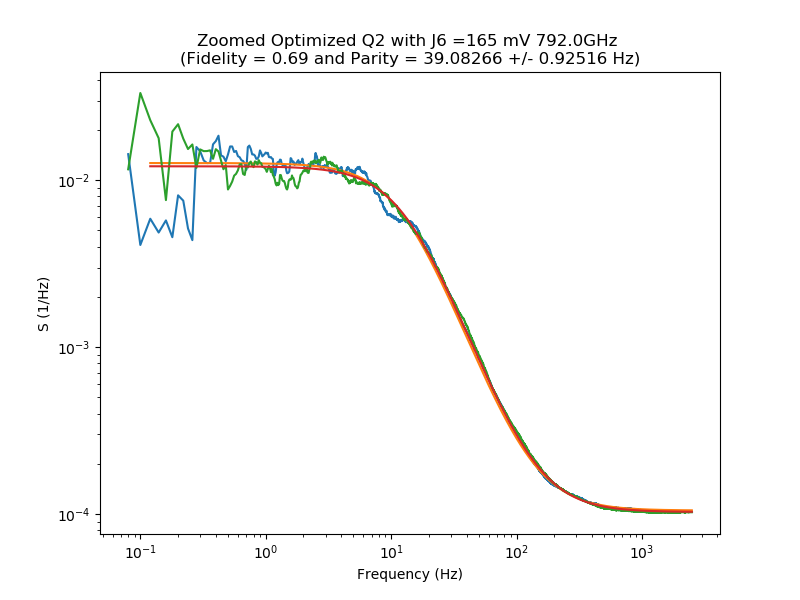 Zoomed Optimized Q2 with J6 =165 mV 792.0GHz
(Fidelity = 0.69 and Parity = 39.08266 +/- 0.92516 Hz)
S (1/Hz)
10⁻²
10⁻³
10⁻⁴
10⁻¹ 10⁰ 10¹ 10² 10³
Frequency (Hz)